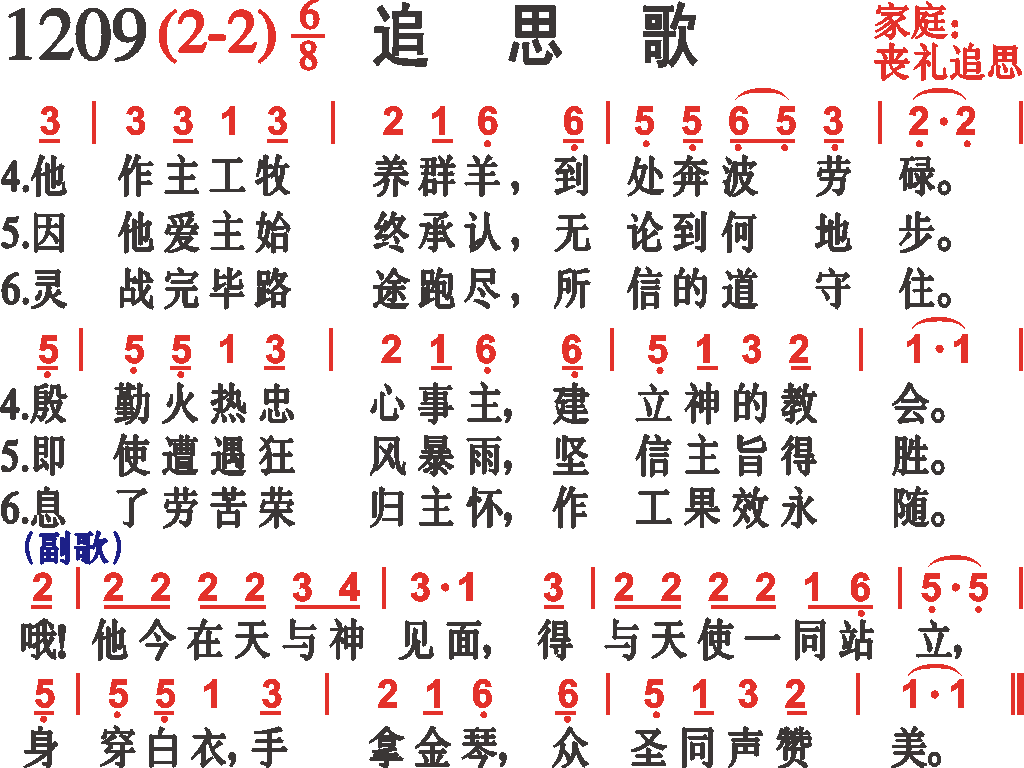 1209 (2-2) 6/8 追思歌 家庭:
丧礼追思
3 | 3 3 1 3 | 2 1 6 6 | 5 5 6 5 3 | 2·2 |
4.他 作主工牧 养群羊, 到 处奔波 劳 碌。
5.因 他爱主始 终承认, 无 论到何 地 步。
6.灵 战完毕路 途跑尽, 所 信的道 守 住。
5 | 5 5 1 3 | 2 1 6 6 | 5 1 3 2 | 1·1 |
4.殷 勤火热忠 心事主, 建 立神的教 会。
5.即 使遭遇狂 风暴雨, 坚 信主旨得 胜。
6.息 了劳苦荣 归主怀, 作 工果效永 随。
(副歌)
2 | 2 2 2 2 3 4 | 3·1 3 | 2 2 2 2 1 6 | 5·5 |
哦! 他今在天与神 见面, 得 与天使一同站 立,
5 | 5 5 1 3 | 2 1 6 6 | 5 1 3 2 | 1·1 ‖
身 穿白衣,手 拿金琴, 众 圣同声赞 美。